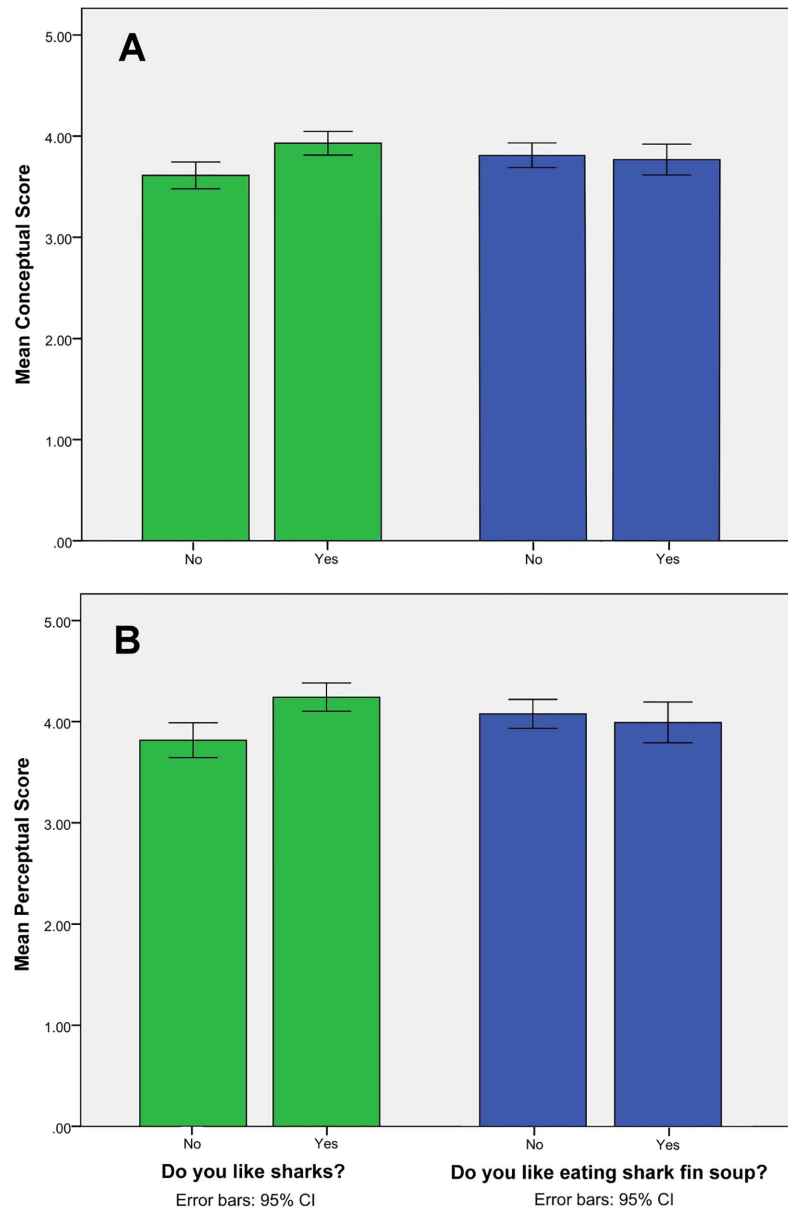 A
Mean Conceptual Score
5.00
4.00
3.00
2.00
1.00
.00
No Yes No Yes
B
Mean Perceptual Score
5.00
4.00
3.00
2.00
1.00
.00
No Yes No Yes
Do you like sharks? Do you like eating shark fin soup?
Error bars: 95% CI Error bars: 95% CI